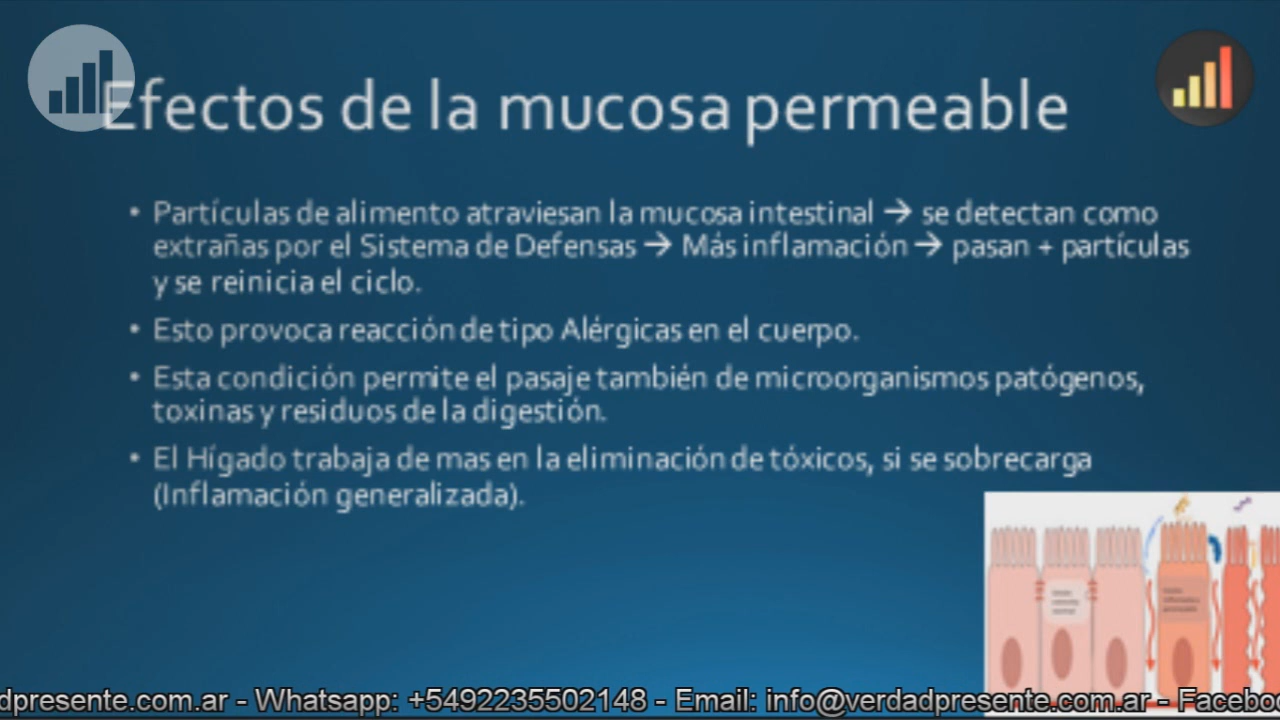 Efectos de la mucosa permeable
• Partículas de alimento atraviesan la mucosa intestinal → se detectan como
extrañas por el Sistema de Defensas → Más inflamación → pasan + partículas
y se reinicia el ciclo.
• Esto provoca reacción de tipo Alérgicas en el cuerpo.
• Esta condición permite el pasaje también de microorganismos patógenos,
toxinas y residuos de la digestión.
• El Hígado trabaja de mas en la eliminación de tóxicos, si se sobrecarga
(Inflamación generalizada).
dpresente.com.ar - Whatsapp: +5492235502148 - Email: info@verdadpresente.com.ar - Facebo